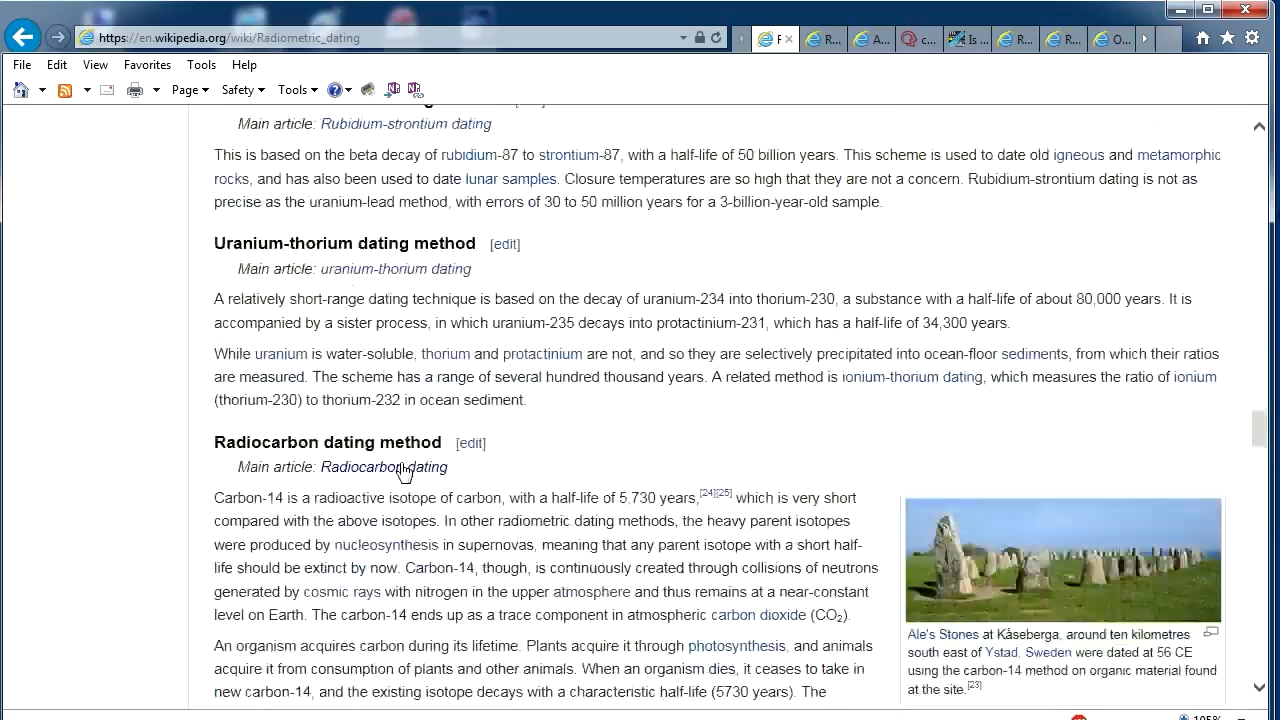 https://en.wikipedia.org/wiki/Radiometric_dating
F
R...
A...
c...
Is ...
R...
R...
O...
File Edit View Favorites Tools Help
Page Safety Tools
Main article: Rubidium-strontium dating
This is based on the beta decay of rubidium-87 to strontium-87, with a half-life of 50 billion years. This scheme is used to date old igneous and metamorphic
rocks, and has also been used to date lunar samples. Closure temperatures are so high that they are not a concern. Rubidium-strontium dating is not as
precise as the uranium-lead method, with errors of 30 to 50 million years for a 3-billion-year-old sample.
Uranium-thorium dating method [edit]
Main article: uranium-thorium dating
A relatively short-range dating technique is based on the decay of uranium-234 into thorium-230, a substance with a half-life of about 80,000 years. It is
accompanied by a sister process, in which uranium-235 decays into protactinium-231, which has a half-life of 34,300 years.
While uranium is water-soluble, thorium and protactinium are not, and so they are selectively precipitated into ocean-floor sediments, from which their ratios
are measured. The scheme has a range of several hundred thousand years. A related method is ionium-thorium dating, which measures the ratio of ionium
(thorium-230) to thorium-232 in ocean sediment.
Radiocarbon dating method [edit]
Main article: Radiocarbon dating
Carbon-14 is a radioactive isotope of carbon, with a half-life of 5,730 years,[24][25] which is very short
compared with the above isotopes. In other radiometric dating methods, the heavy parent isotopes
were produced by nucleosynthesis in supernovas, meaning that any parent isotope with a short half-
life should be extinct by now. Carbon-14, though, is continuously created through collisions of neutrons
generated by cosmic rays with nitrogen in the upper atmosphere and thus remains at a near-constant
level on Earth. The carbon-14 ends up as a trace component in atmospheric carbon dioxide (CO₂).
An organism acquires carbon during its lifetime. Plants acquire it through photosynthesis, and animals
acquire it from consumption of plants and other animals. When an organism dies, it ceases to take in
new carbon-14, and the existing isotope decays with a characteristic half-life (5730 years). The
Ale's Stones at Kåseberga, around ten kilometres
south east of Ystad, Sweden were dated at 56 CE
using the carbon-14 method on organic material found
at the site.[23]